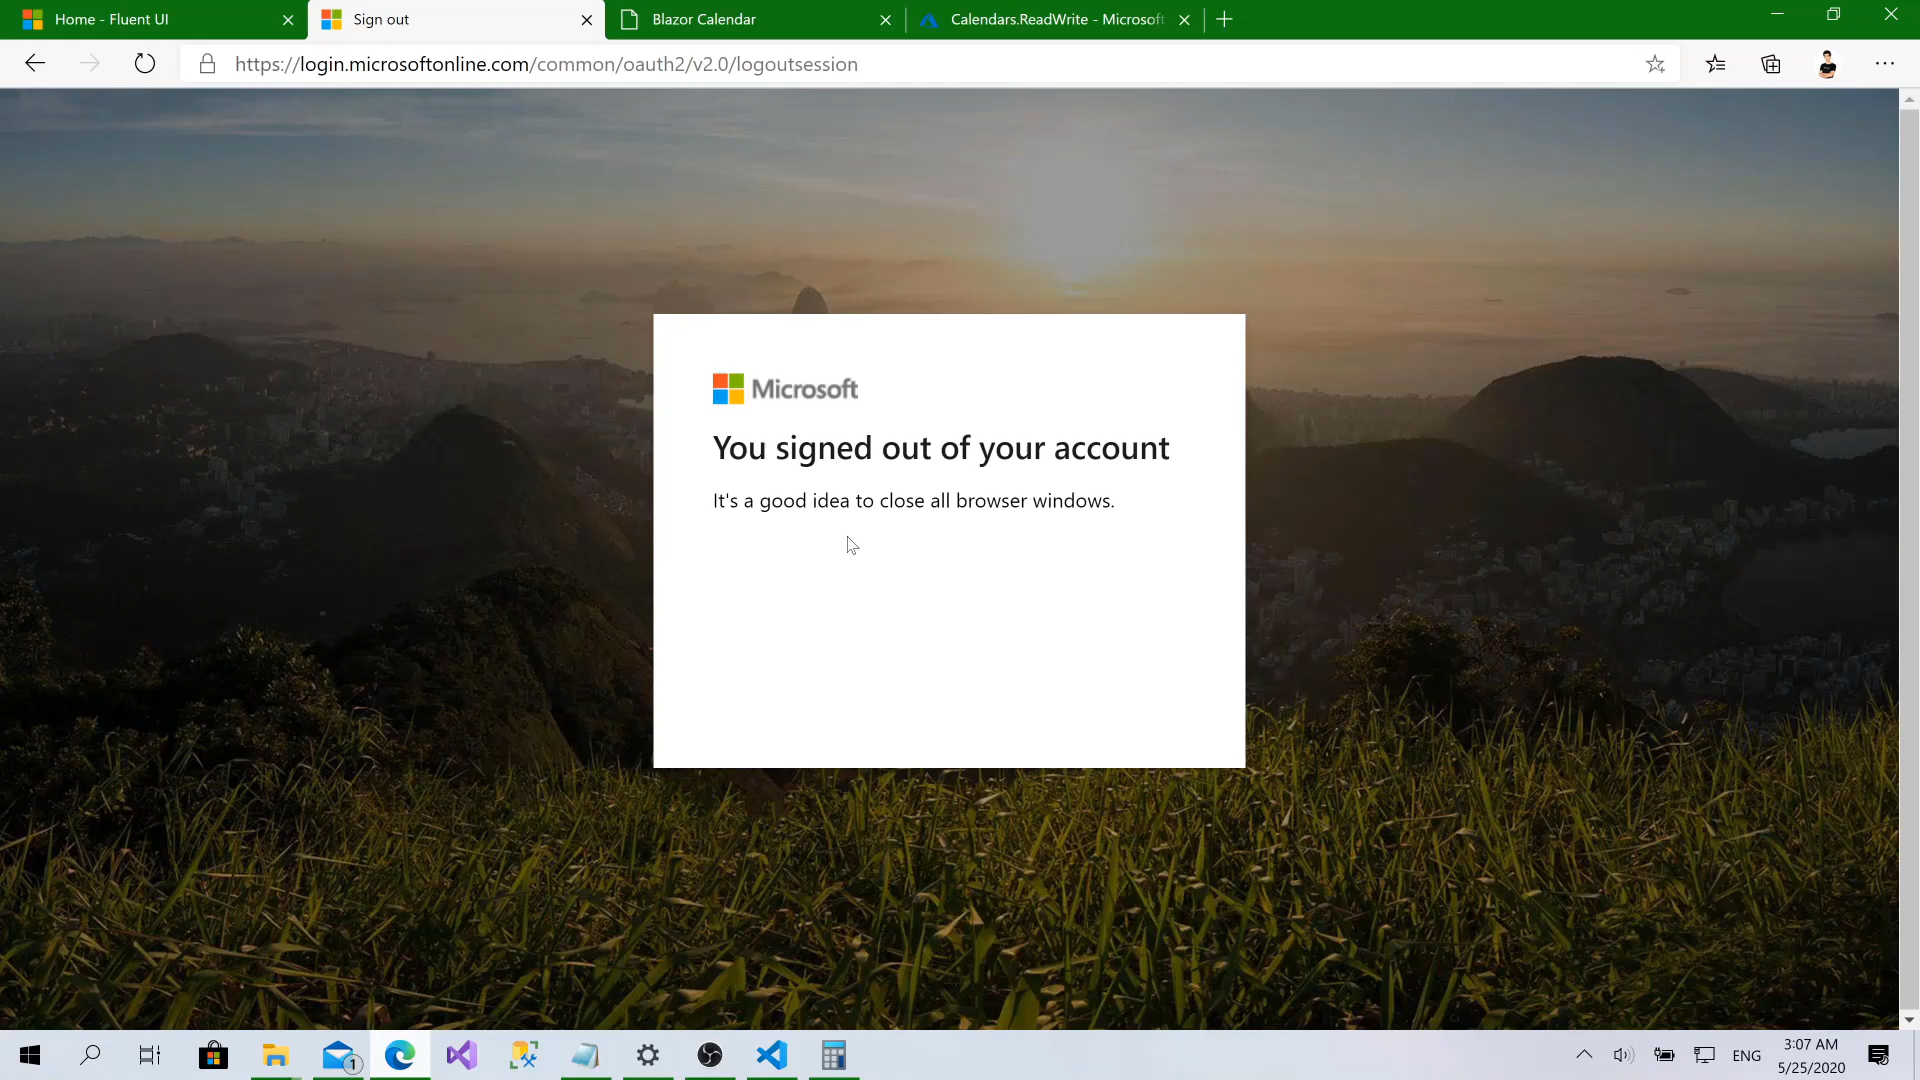 Home - Fluent UI
Sign out
Blazor Calendar
Calendars.ReadWrite - Microsoft
https://login.microsoftonline.com/common/oauth2/v2.0/logoutsession
Microsoft
You signed out of your account
It's a good idea to close all browser windows.
1
ENG
3:07 AM
5/25/2020